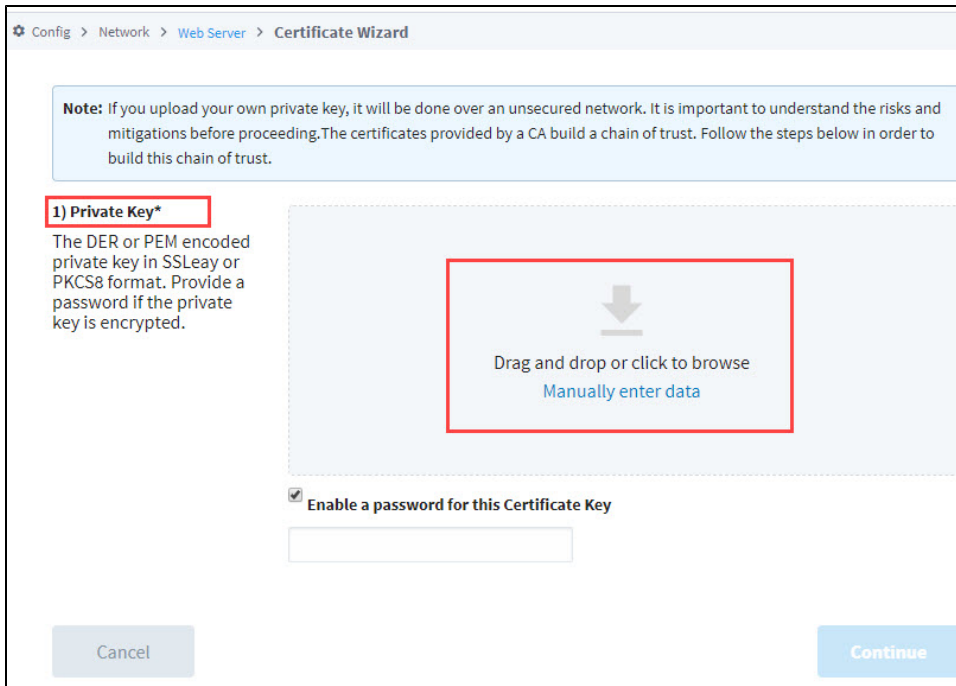 Config > Network > Web Server > Certificate Wizard
Note: If you upload your own private key, it will be done over an unsecured network. It is important to understand the risks and
mitigations before proceeding.The certificates provided by a CA build a chain of trust. Follow the steps below in order to
build this chain of trust.
1) Private Key*
The DER or PEM encoded
private key in SSLeay or
PKCS8 format. Provide a
password if the private
key is encrypted.
Drag and drop or click to browse
Manually enter data
Enable a password for this Certificate Key
Cancel
Continue